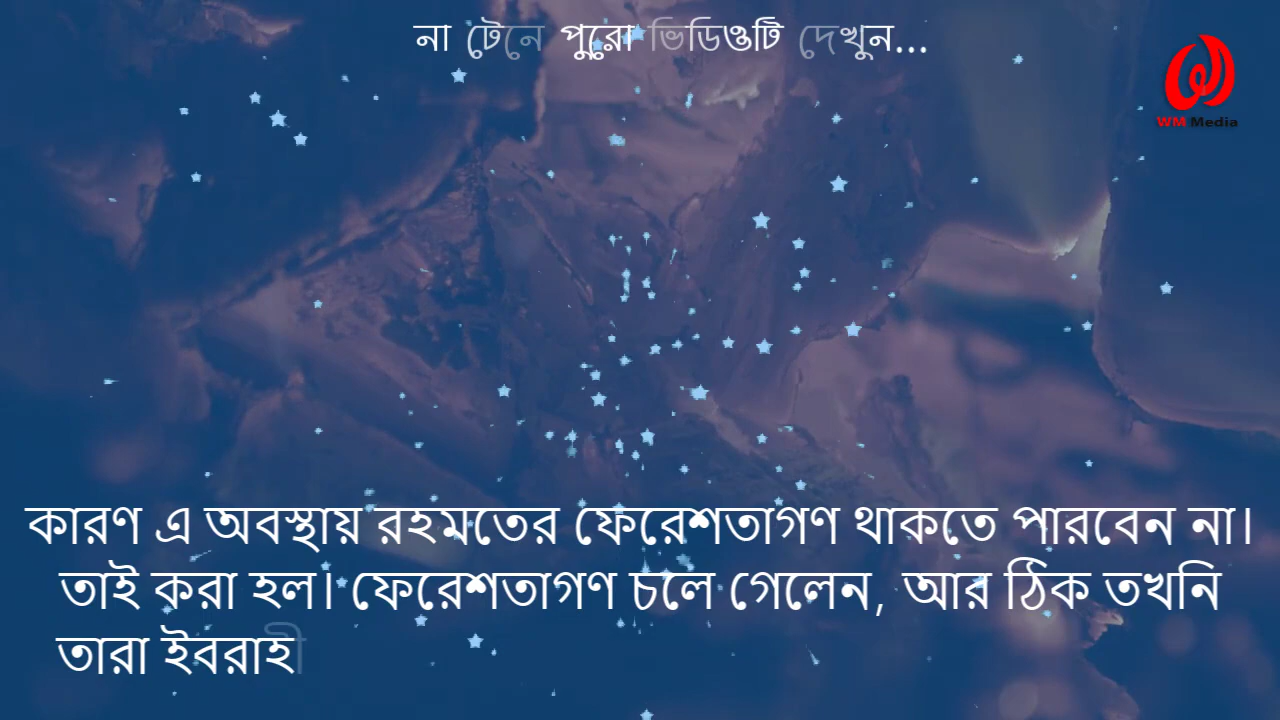 না টেনে পুরো ভিডিওটি দেখুন...
WM Media
কারণ এ অবস্থায় রহমতের ফেরেশতাগণ থাকতে পারবেন না।
তাই করা হল। ফেরেশতাগণ চলে গেলেন, আর ঠিক তখনি
তারা ইবরাহী